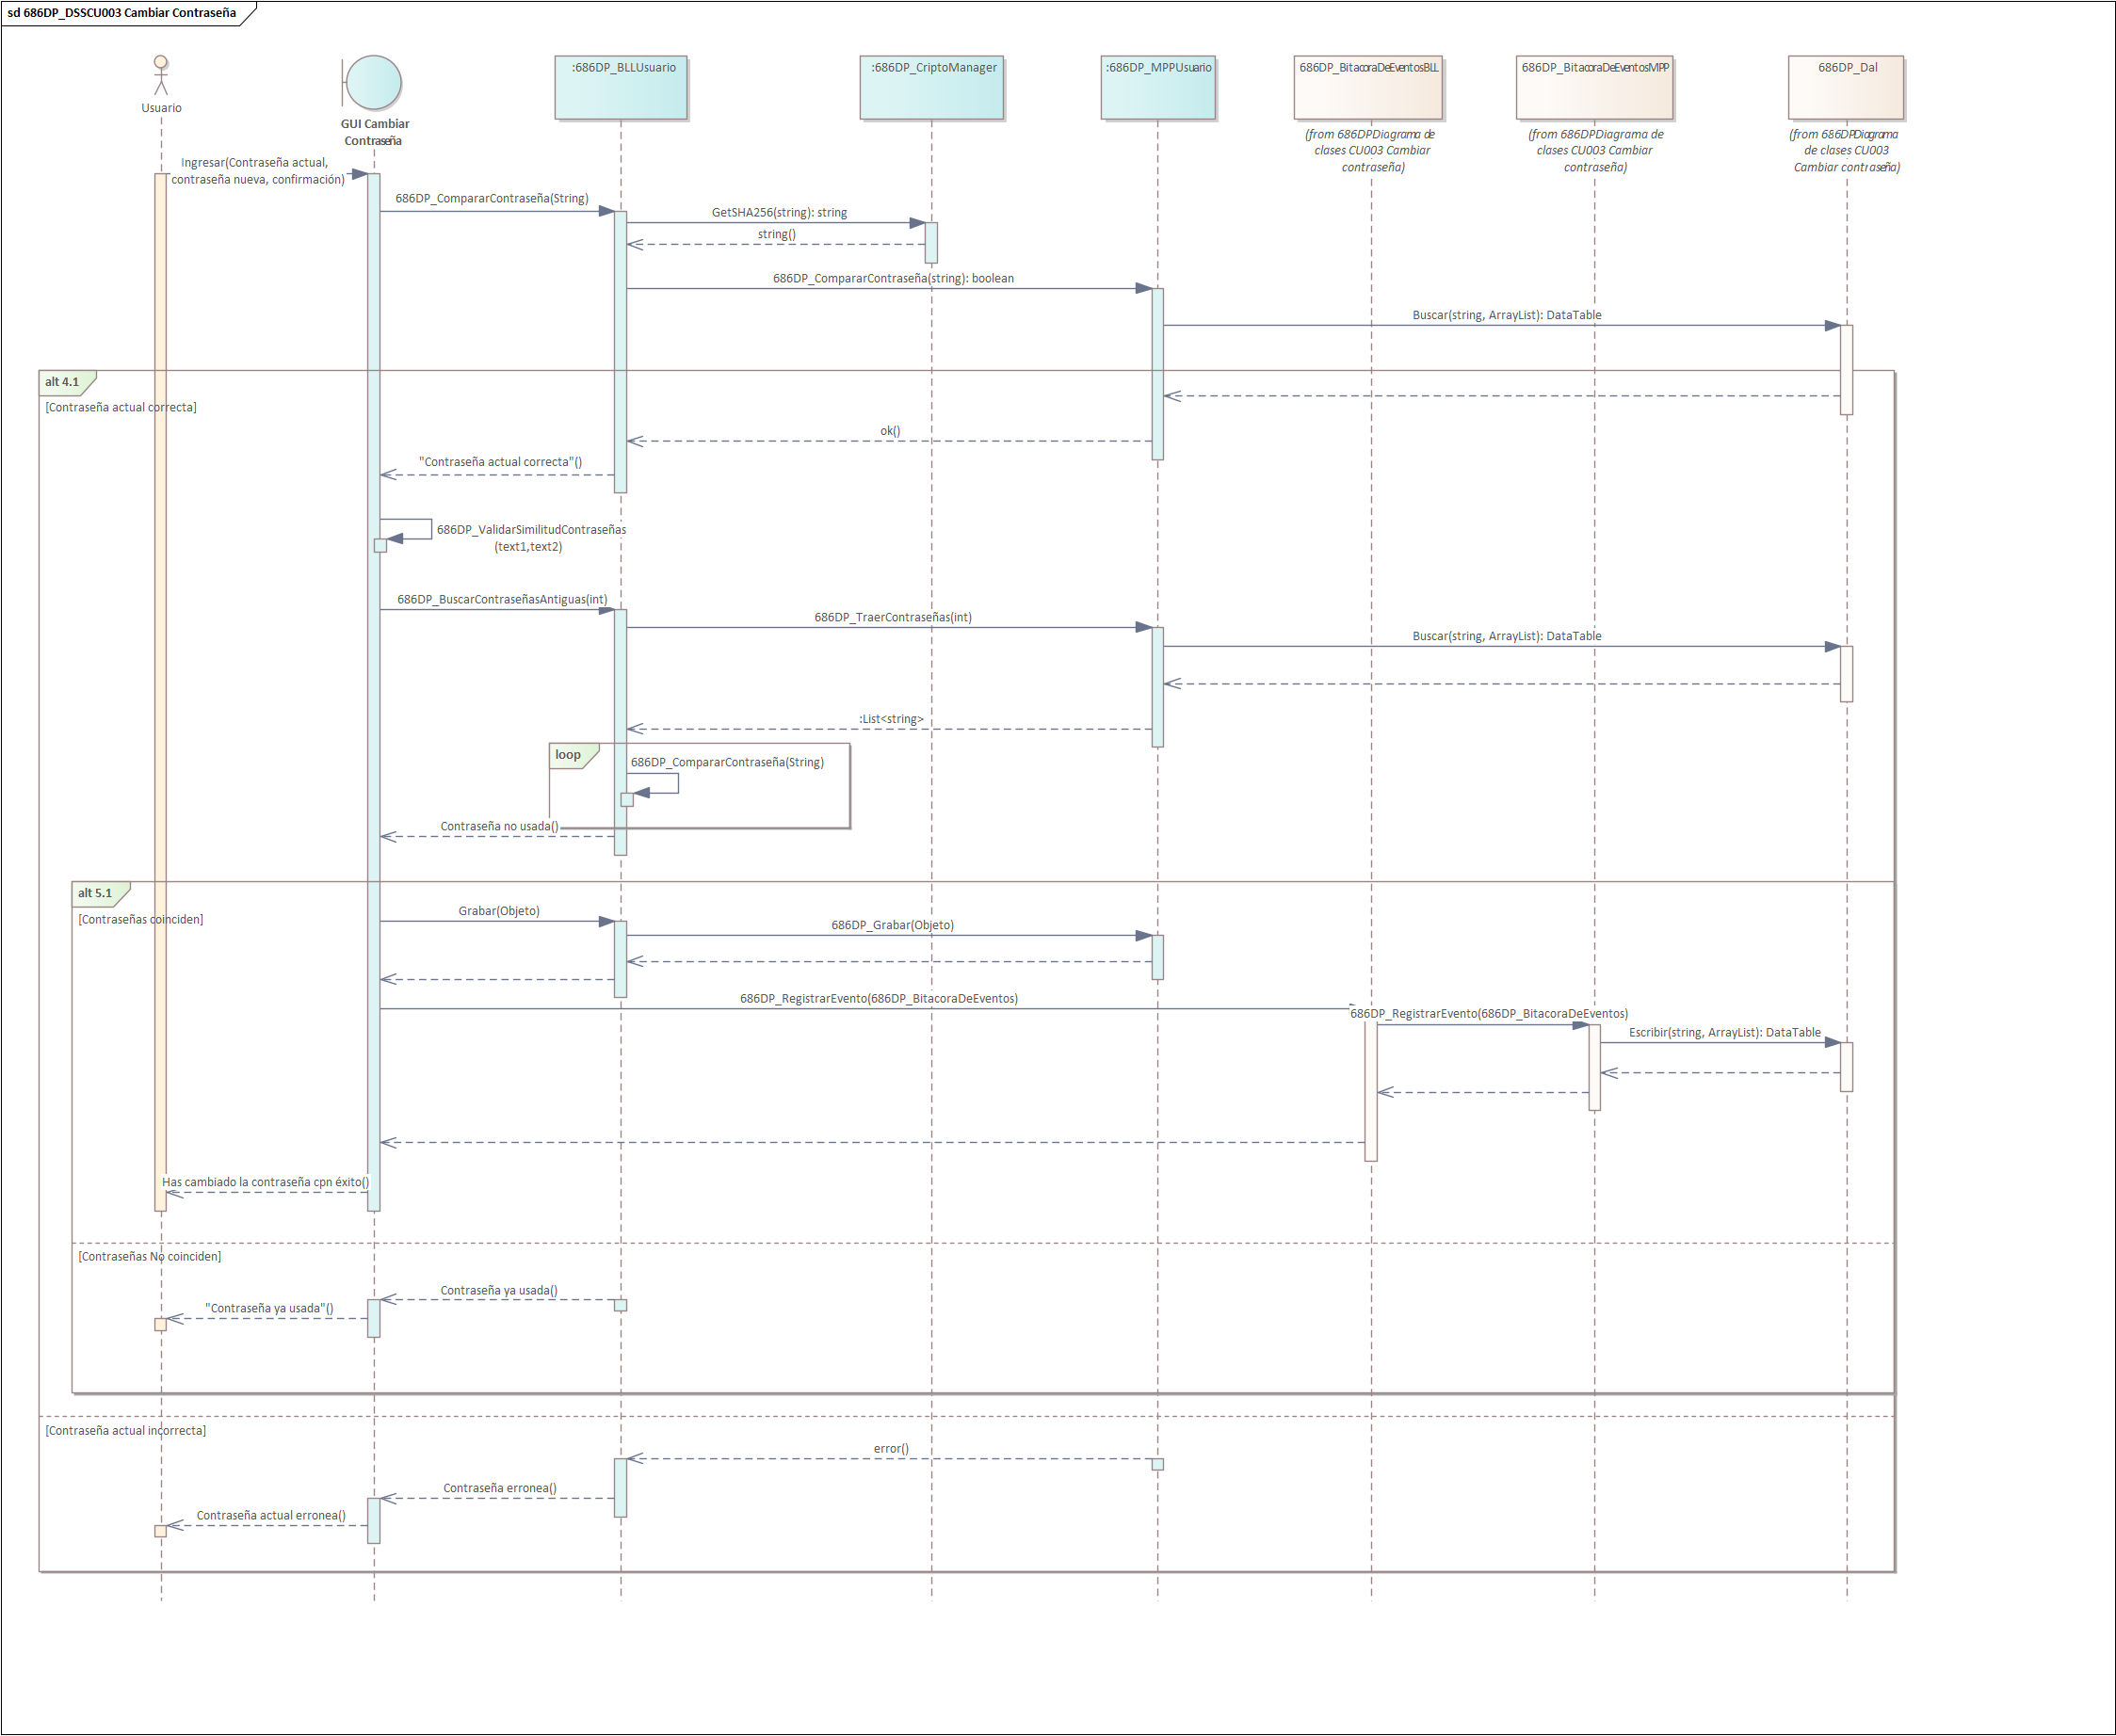 sd 686DP_DSSCU003 Cambiar Contraseña
Usuario
GUI Cambiar
Contraseña
:686DP_BLLUsuario
:686DP_CriptoManager
:686DP_MPPUsuario
686DP_BitacoraDeEventosBLL
(from 686DPDiagrama de
clases CU003 Cambiar
contraseña)
686DP_BitacoraDeEventosMPP
(from 686DPDiagrama de
clases CU003 Cambiar
contraseña)
686DP_Dal
(from 686DPDiagrama
de clases CU003
Cambiar contraseña)
Ingresar(Contraseña actual,
contraseña nueva, confirmación)
686DP_CompararContraseña(String)
GetSHA256(string): string
string()
686DP_CompararContraseña(string): boolean
Buscar(string, ArrayList): DataTable
alt 4.1
[Contraseña actual correcta]
ok()
"Contraseña actual correcta"()
686DP_ValidarSimilitudContraseñas
(text1,text2)
686DP_BuscarContraseñasAntiguas(int)
686DP_TraerContraseñas(int)
Buscar(string, ArrayList): DataTable
:List<string>
loop
686DP_CompararContraseña(String)
Contraseña no usada()
alt 5.1
[Contraseñas coinciden]
Grabar(Objeto)
686DP_Grabar(Objeto)
686DP_RegistrarEvento(686DP_BitacoraDeEventos)
686DP_RegistrarEvento(686DP_BitacoraDeEventos)
Escribir(string, ArrayList): DataTable
Has cambiado la contraseña cpn éxito()
[Contraseñas No coinciden]
Contraseña ya usada()
"Contraseña ya usada"()
[Contraseña actual incorrecta]
error()
Contraseña erronea()
Contraseña actual erronea()